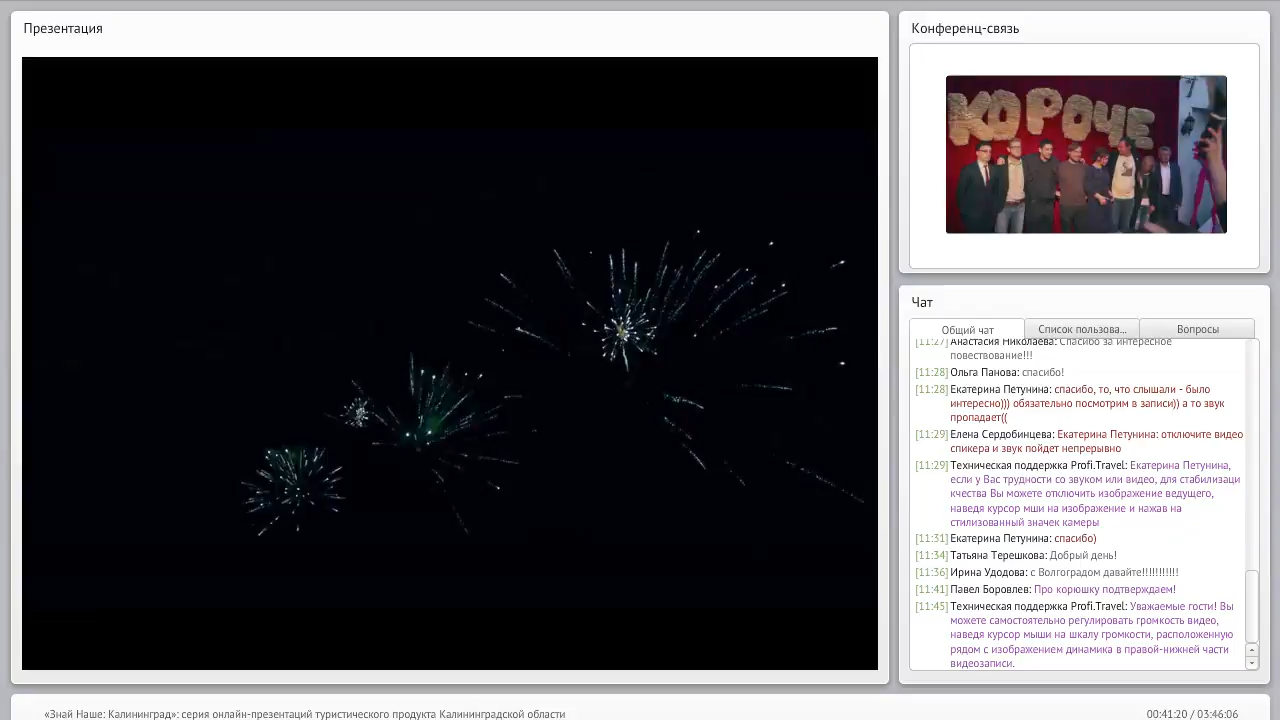 Презентация
Конференц-связь
КОРОЧЕ
Чат
Общий чат
Список пользова...
Вопросы
[11:27] Анастасия Николаева: Спасибо за интересное
повествование!!!
[11:28] Ольга Панова: спасибо!
[11:28] Екатерина Петунина: спасибо, то, что слышали - было
интересно))) обязательно посмотрим в записи)) а то звук
пропадает((
[11:29] Елена Сердобинцева: Екатерина Петунина: отключите видео
спикера и звук пойдет непрерывно
[11:29] Техническая поддержка Profi.Travel: Екатерина Петунина,
если у Вас трудности со звуком или видео, для стабилизаци
кчества Вы можете отключить изображение ведущего,
наведя курсор мши на изображение и нажав на
стилизованный значек камеры
[11:31] Екатерина Петунина: спасибо)
[11:34] Татьяна Терешкова: Добрый день!
[11:36] Ирина Удодова: с Волгоградом давайте!!!!!!!!!!!
[11:41] Павел Боровлев: Про корюшку подтверждаем!
[11:45] Техническая поддержка Profi.Travel: Уважаемые гости! Вы
можете самостоятельно регулировать громкость видео,
наведя курсор мыши на шкалу громкости, расположенную
рядом с изображением динамика в правой-нижней части
видеозаписи.
«Знай Наше: Калининград»: серия онлайн-презентаций туристического продукта Калининградской области
00:41:20 / 03:46:06